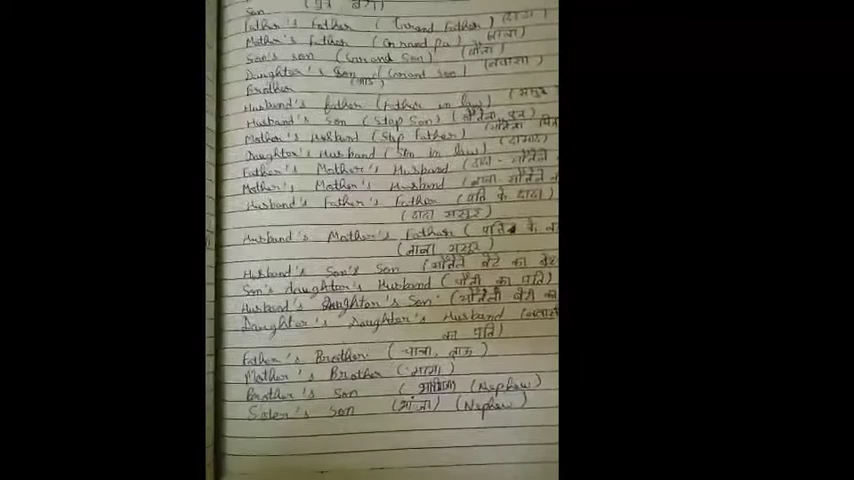 Son (पुत्र बेटा)
Father's Father (Grand Father) (दादा)
Mother's Father (Grand pa) (नाना)
Son's son (Grand Son) (पोता)
Daughter's Son (Grand son) (नवासा)
Brother (भाई)
Husband's father (Father in law) (ससुर
Husband's Son (Step Son) (सौतेला पुत्र)
Mother's Husband (Step Father) (सौतेला पिता
Daughter's Husband (Son in law) (दामाद)
Father's Mother's Husband (दादा - सौतेले
Mother's Mother's Husband (नाना - सौतेले
Husband's Father's Father (पति के दादा)
(दादा ससुर)
Husband's Mother's Father (पति के
(नाना ससुर)
Husband's Son's Son (सौतेले बेटे का
Son's daughter's Husband (पोती का पति)
Husband's Daughter's Son (सौतेली बेटी का
Daughter's Daughter's Husband
का पति)
Father's Brother (चाचा, ताऊ)
Mother's Brother (मामा)
Brother's Son (Nephew)
Sister's Son (भांजा) (Nephew)